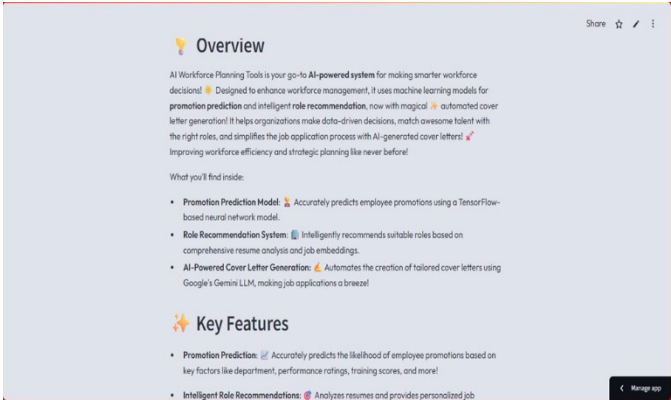 Share
Overview
AI Workforce Planning Tools is your go-to AI-powered system for making smarter workforce
decisions! Designed to enhance workforce management, it uses machine learning models for
promotion prediction and intelligent role recommendation, now with magical ✨ automated cover
letter generation! It helps organizations make data-driven decisions, match awesome talent with
the right roles, and simplifies the job application process with AI-generated cover letters! 🚀
Improving workforce efficiency and strategic planning like never before!
What you'll find inside:
• Promotion Prediction Model: Accurately predicts employee promotions using a TensorFlow-
based neural network model.
• Role Recommendation System: Intelligently recommends suitable roles based on
comprehensive resume analysis and job embeddings.
• AI-Powered Cover Letter Generation: ✍️ Automates the creation of tailored cover letters using
Google's Gemini LLM, making job applications a breeze!
✨ Key Features
• Promotion Prediction: 📈 Accurately predicts the likelihood of employee promotions based on
key factors like department, performance ratings, training scores, and more!
• Intelligent Role Recommendations: 🎯 Analyzes resumes and provides personalized job
Manage app